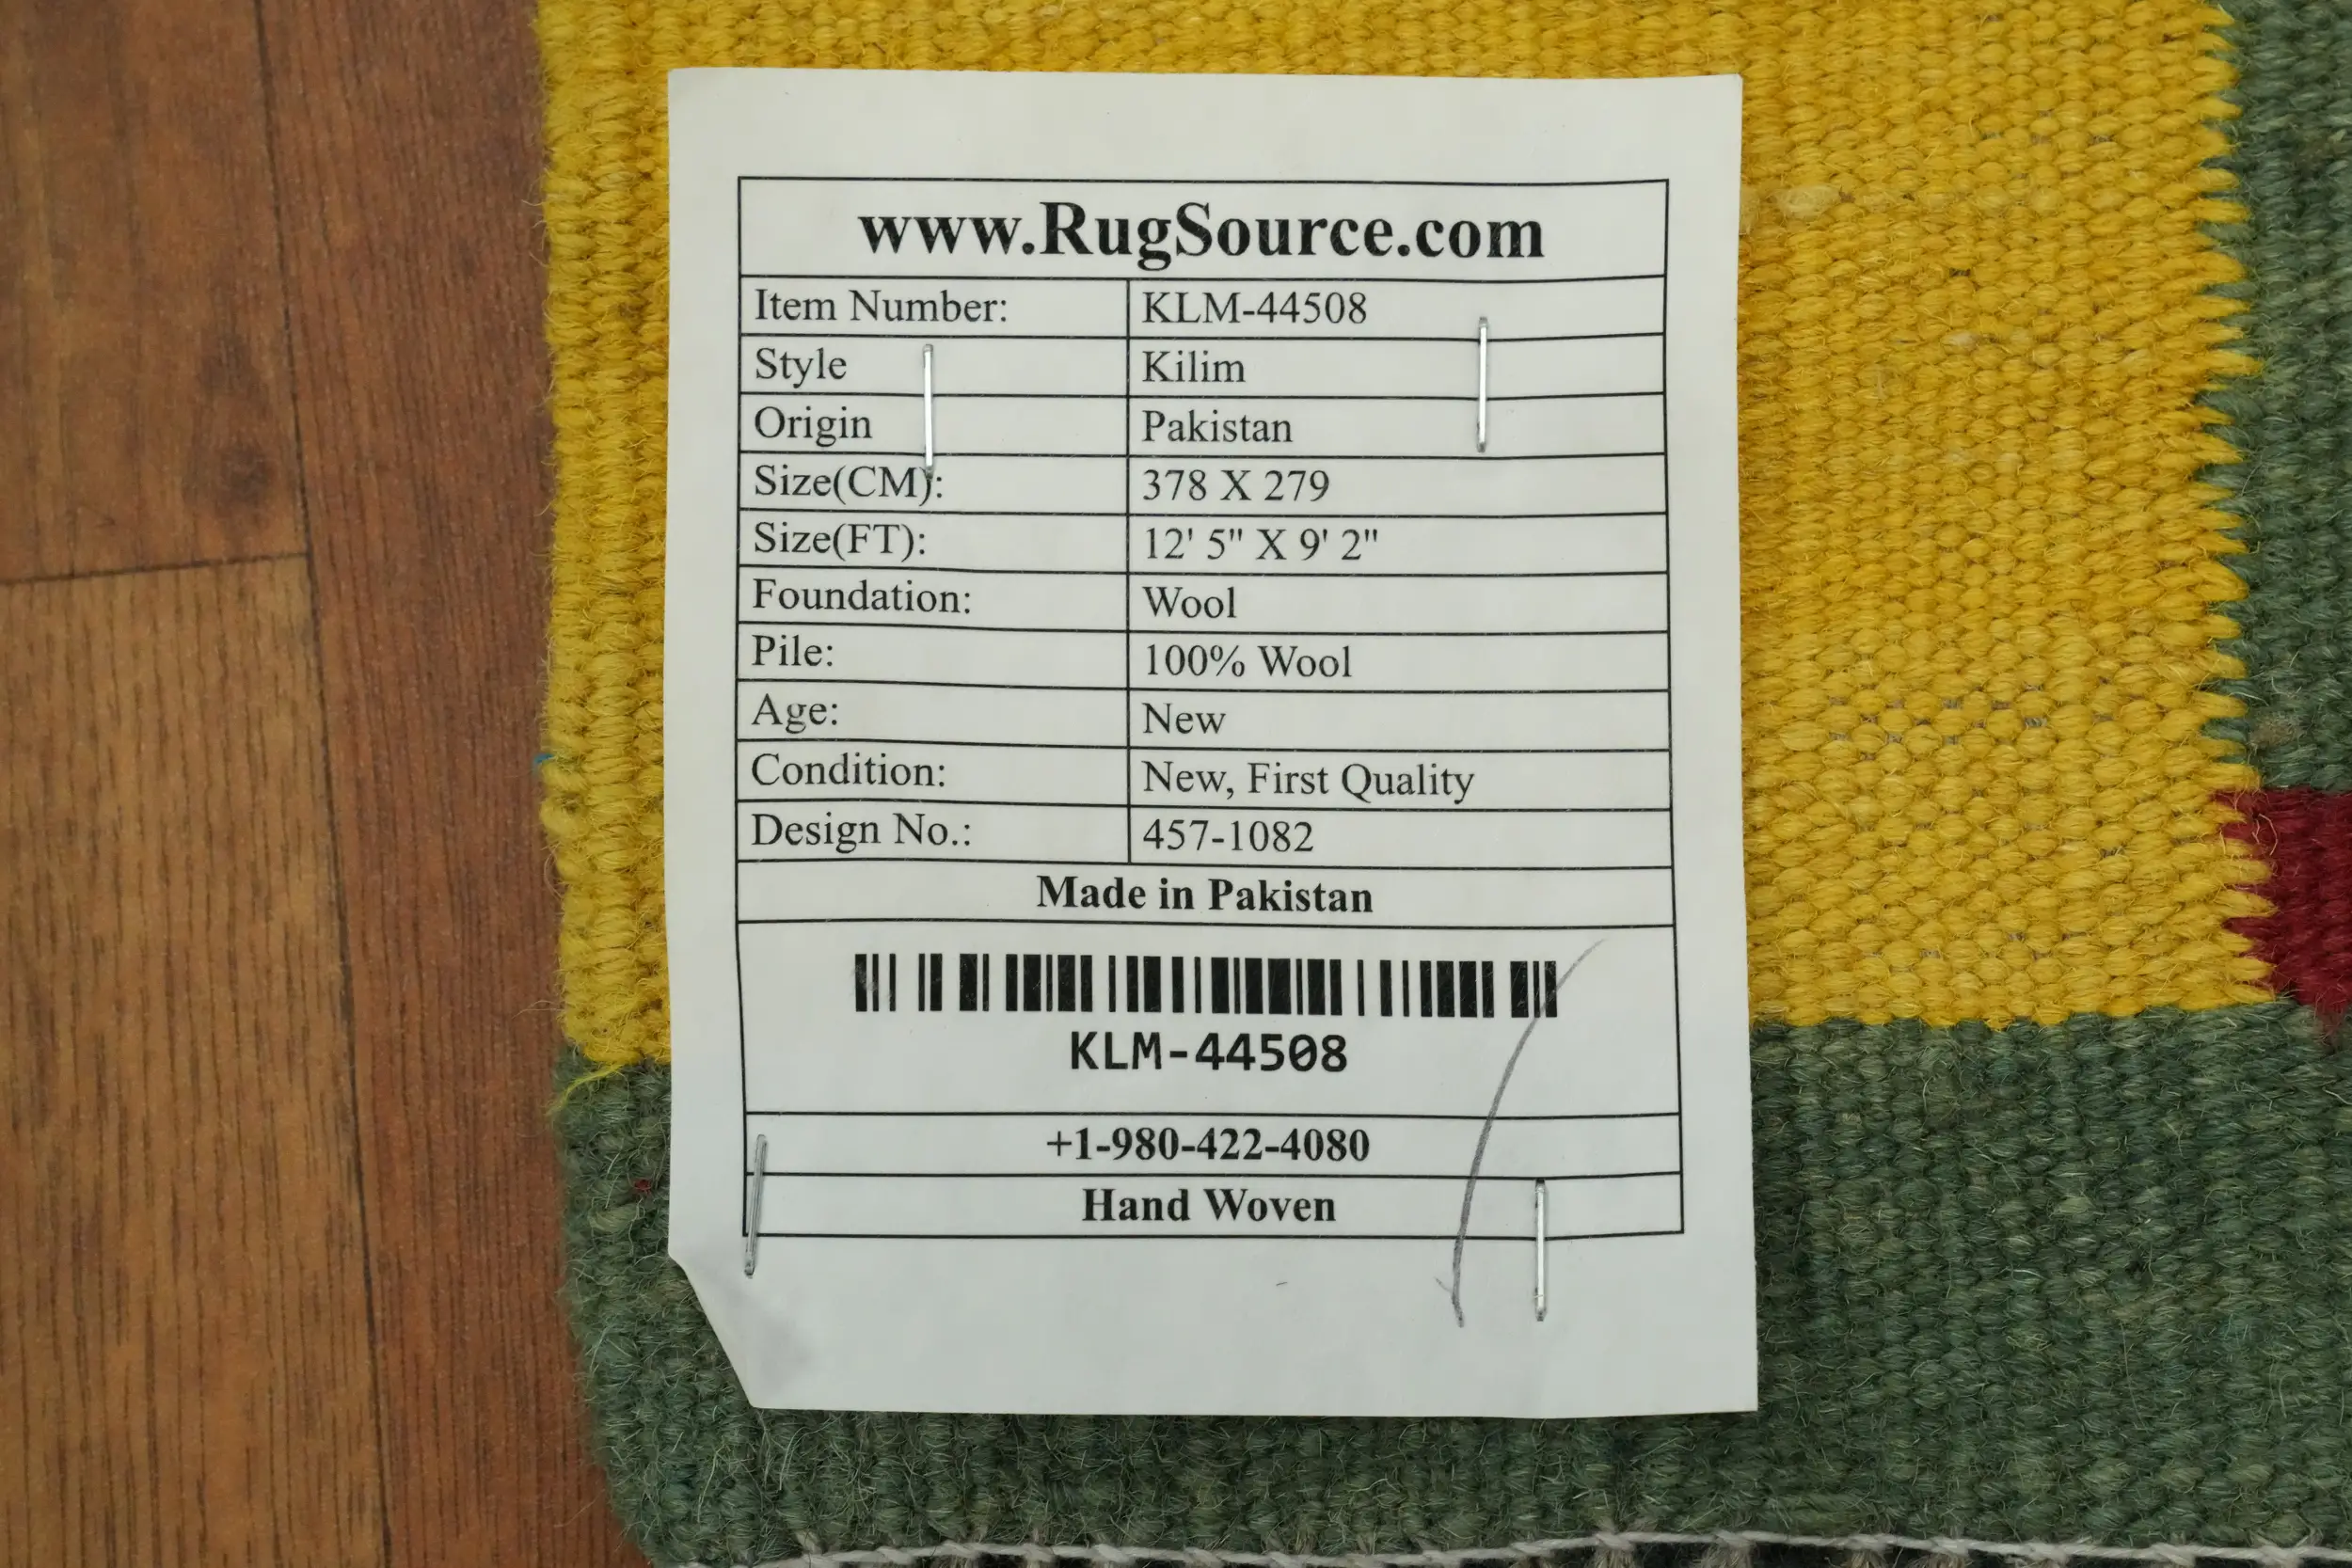 www.RugSource.com
Item Number: KLM-44508
Style Kilim
Origin Pakistan
Size(CM): 378 X 279
Size(FT): 12' 5" X 9' 2"
Foundation: Wool
Pile: 100% Wool
Age: New
Condition: New, First Quality
Design No.: 457-1082
Made in Pakistan
KLM-44508
+1-980-422-4080
Hand Woven